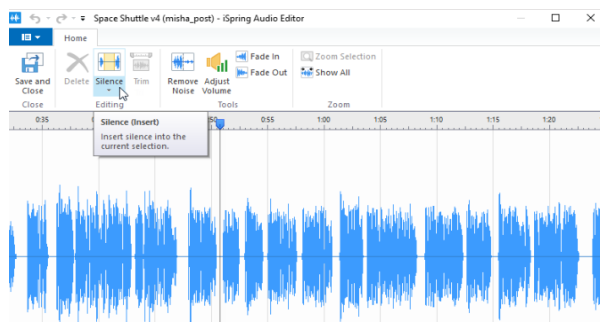 Space Shuttle v4 (misha_post) - iSpring Audio Editor
Home
Save and Close
Delete
Silence
Trim
Remove Noise
Adjust Volume
Fade In
Fade Out
Zoom Selection
Show All
Close
Editing
Tools
Zoom
0:35
50
0:55
1:00
1:05
1:10
1:15
1:20
Silence (Insert)
Insert silence into the
current selection.